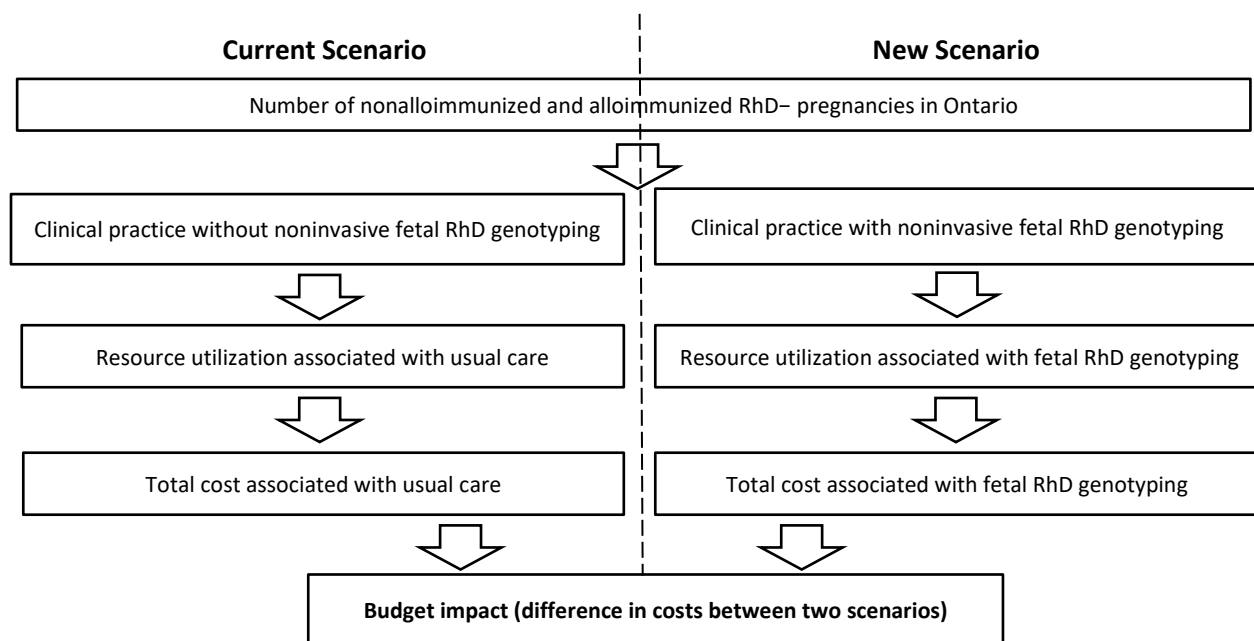 Current Scenario
New Scenario
Number of nonalloimmunized and alloimmunized RhD− pregnancies in Ontario
Clinical practice without noninvasive fetal RhD genotyping
Clinical practice with noninvasive fetal RhD genotyping
Resource utilization associated with usual care
Resource utilization associated with fetal RhD genotyping
Total cost associated with usual care
Total cost associated with fetal RhD genotyping
Budget impact (difference in costs between two scenarios)